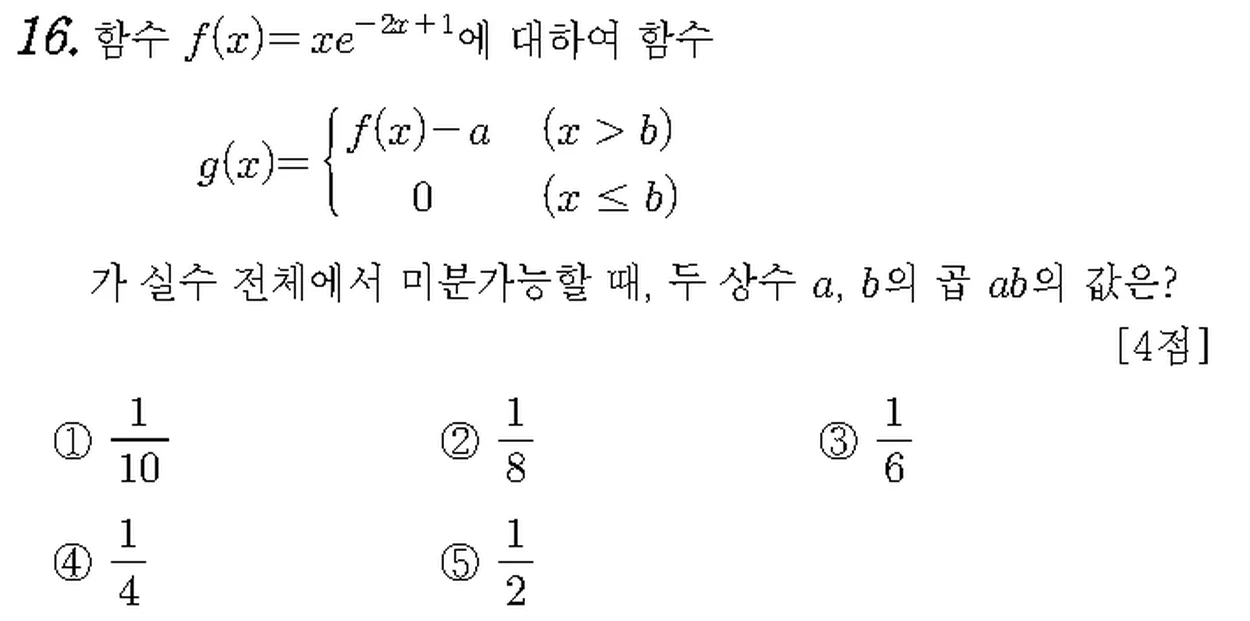 16. 함수 f(x)=xe^{-2x+1}에 대하여 함수
g(x)= { f(x)-a (x > b)
0 (x ≤ b)
가 실수 전체에서 미분가능할 때, 두 상수 a, b의 곱 ab의 값은?
[4점]
① 1/10 ② 1/8 ③ 1/6
④ 1/4 ⑤ 1/2